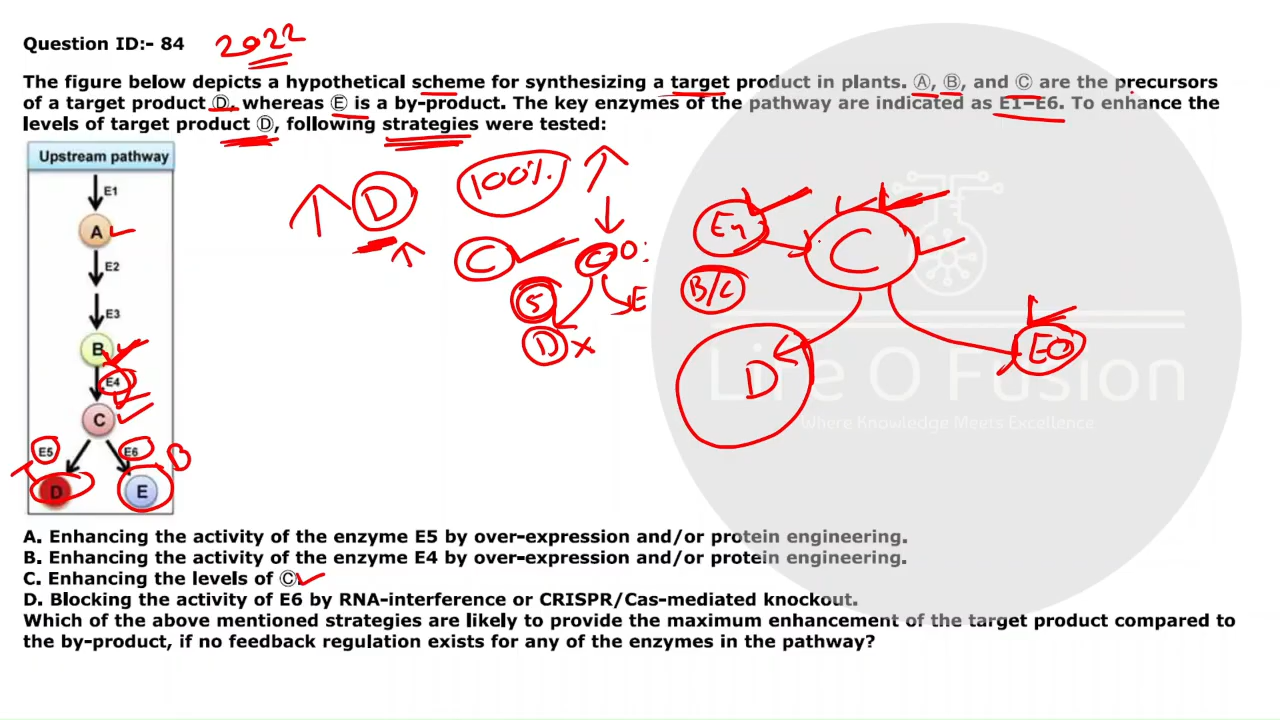 Question ID:- 84
2022
The figure below depicts a hypothetical scheme for synthesizing a target product in plants. Ⓐ, Ⓑ, and Ⓒ are the precursors
of a target product Ⓓ, whereas Ⓔ is a by-product. The key enzymes of the pathway are indicated as E1-E6. To enhance the
levels of target product Ⓓ, following strategies were tested:
Upstream pathway
E1
A
E2
E3
B
E4
C
E5
E6
D
E
B
D
100%
C
C
5
D
E
E4
C
B/C
D
E
Life O Fusion
Where Knowledge Meets Excellence
A. Enhancing the activity of the enzyme E5 by over-expression and/or protein engineering.
B. Enhancing the activity of the enzyme E4 by over-expression and/or protein engineering.
C. Enhancing the levels of Ⓒ.
D. Blocking the activity of E6 by RNA-interference or CRISPR/Cas-mediated knockout.
Which of the above mentioned strategies are likely to provide the maximum enhancement of the target product compared to
the by-product, if no feedback regulation exists for any of the enzymes in the pathway?